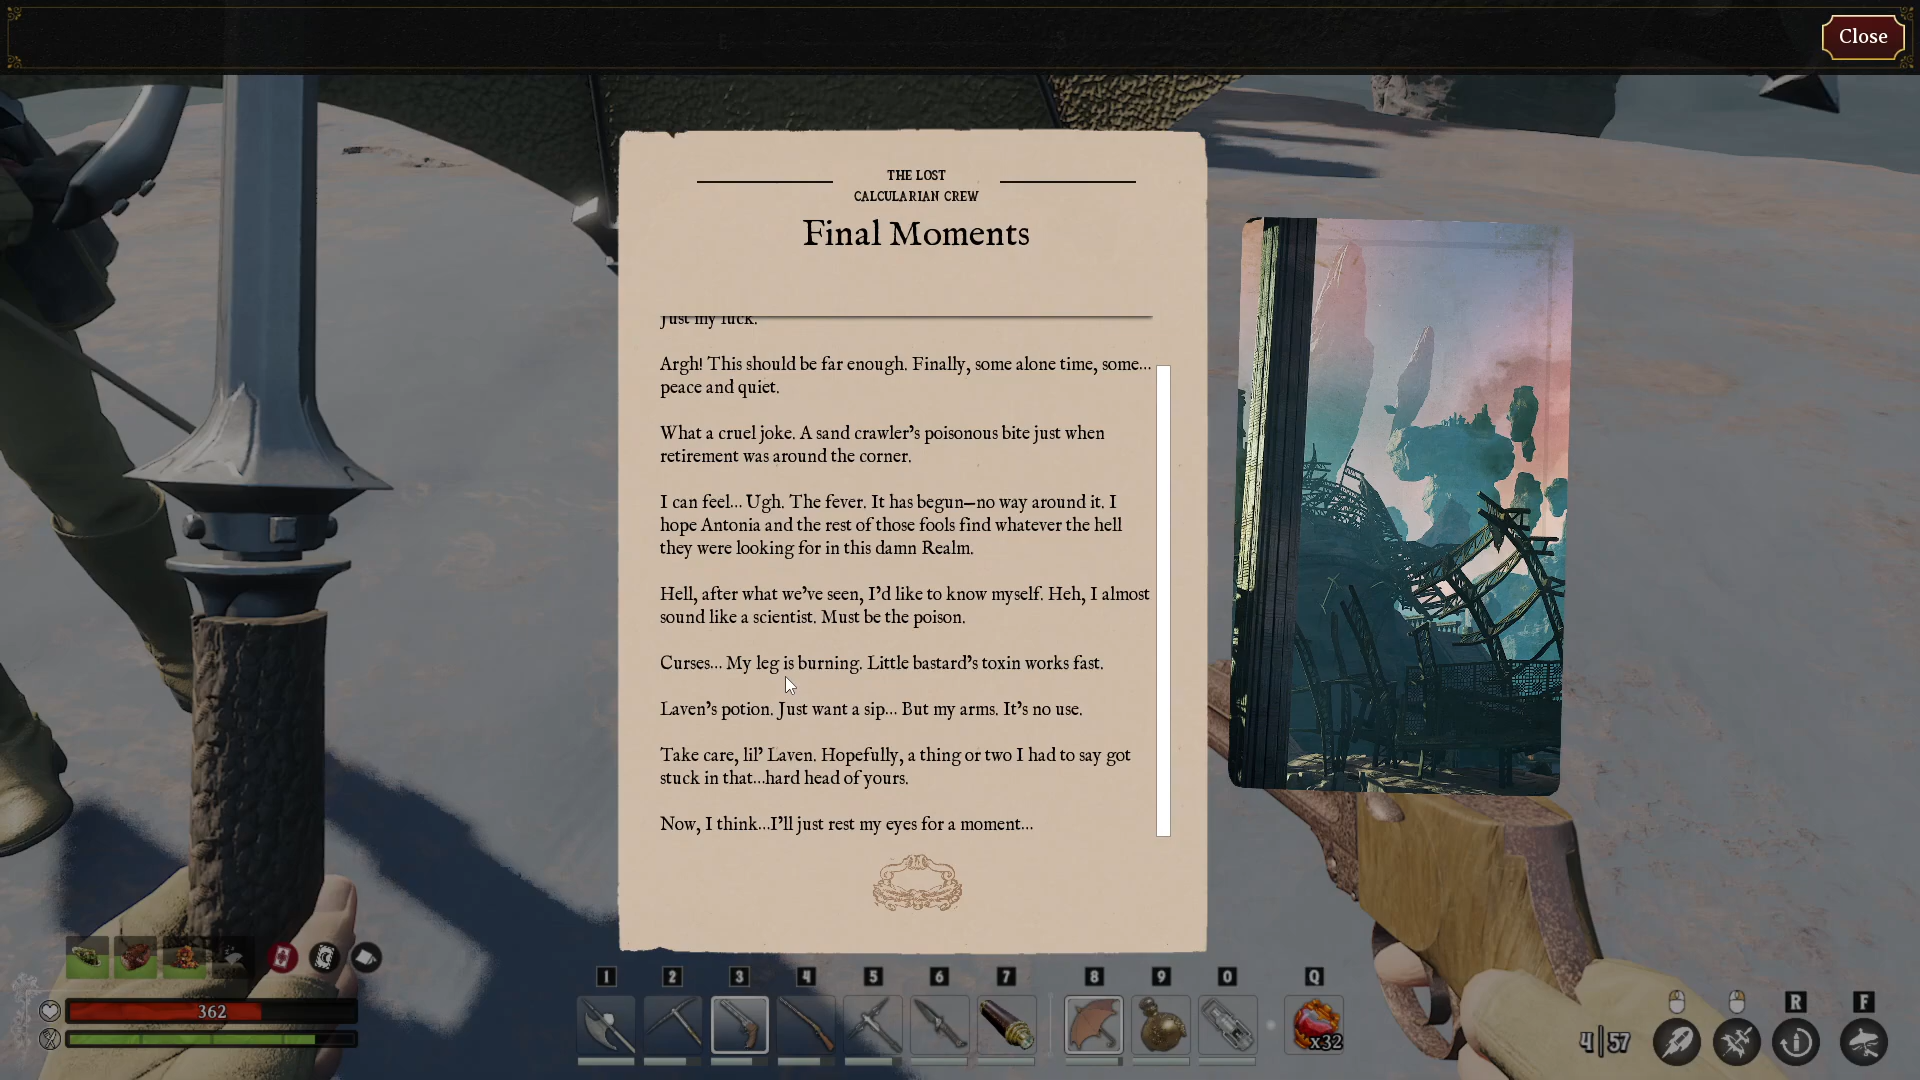 Close
THE LOST
CALCULARIAN CREW
Final Moments
Just my luck.
Argh! This should be far enough. Finally, some alone time, some...
peace and quiet.
What a cruel joke. A sand crawler's poisonous bite just when
retirement was around the corner.
I can feel... Ugh. The fever. It has begun—no way around it. I
hope Antonia and the rest of those fools find whatever the hell
they were looking for in this damn Realm.
Hell, after what we've seen, I'd like to know myself. Heh, I almost
sound like a scientist. Must be the poison.
Curses... My leg is burning. Little bastard's toxin works fast.
Laven's potion. Just want a sip... But my arms. It's no use.
Take care, lil' Laven. Hopefully, a thing or two I had to say got
stuck in that...hard head of yours.
Now, I think...I'll just rest my eyes for a moment...
1 2 3 4 5 6 7 8 9 0 Q
R F
362
x32
4|57